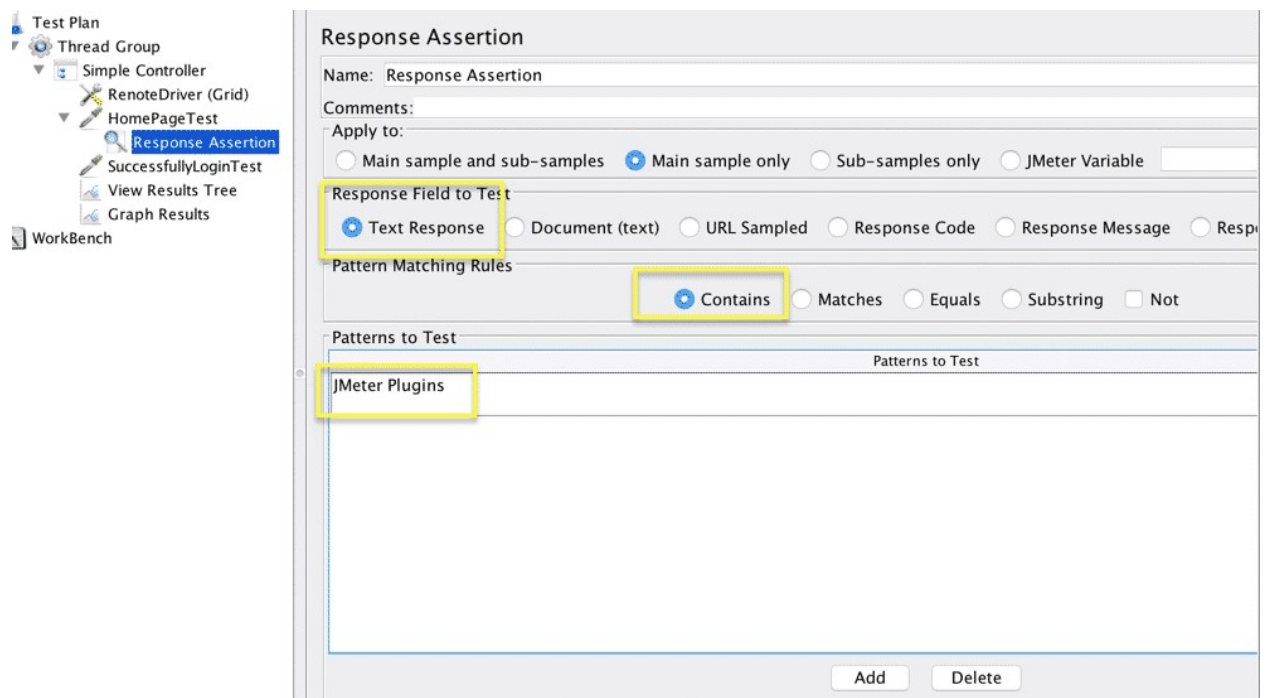 Test Plan
Thread Group
Simple Controller
RenoteDriver (Grid)
HomePageTest
Response Assertion
SuccessfullyLoginTest
View Results Tree
Graph Results
WorkBench
Response Assertion
Name: Response Assertion
Comments:
Apply to:
Main sample and sub-samples Main sample only Sub-samples only JMeter Variable
Response Field to Test
Text Response Document (text) URL Sampled Response Code Response Message Resp
Pattern Matching Rules
Contains Matches Equals Substring Not
Patterns to Test
Patterns to Test
JMeter Plugins
Add Delete